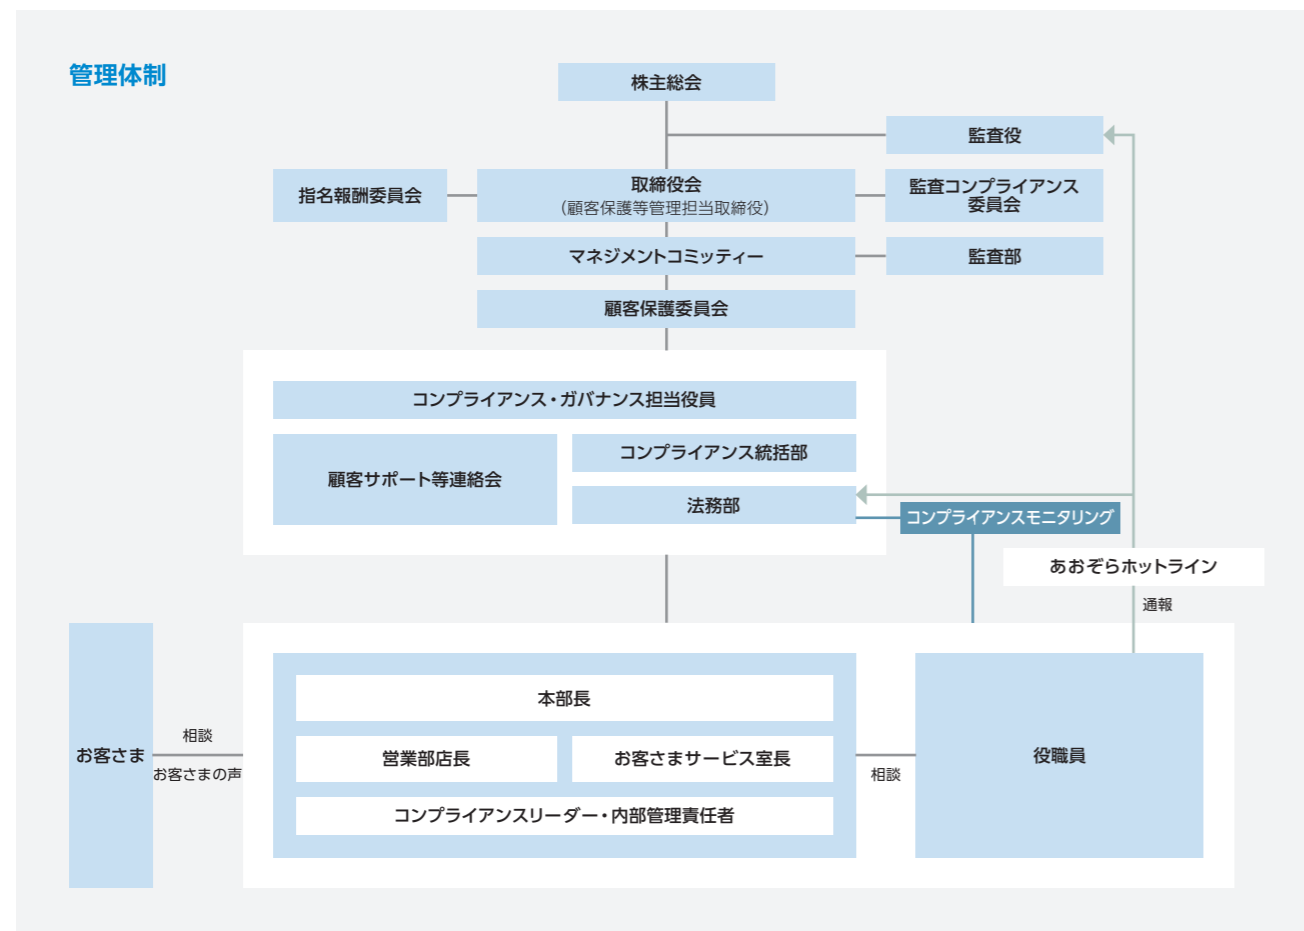 管理体制
株主総会
監査役
指名報酬委員会
取締役会
（顧客保護等管理担当取締役）
監査コンプライアンス
委員会
マネジメントコミッティー
監査部
顧客保護委員会
コンプライアンス・ガバナンス担当役員
顧客サポート等連絡会
コンプライアンス統括部
法務部
コンプライアンスモニタリング
あおぞらホットライン
通報
お客さま
相談
お客さまの声
本部長
営業部店長
お客さまサービス室長
コンプライアンスリーダー・内部管理責任者
相談
役職員